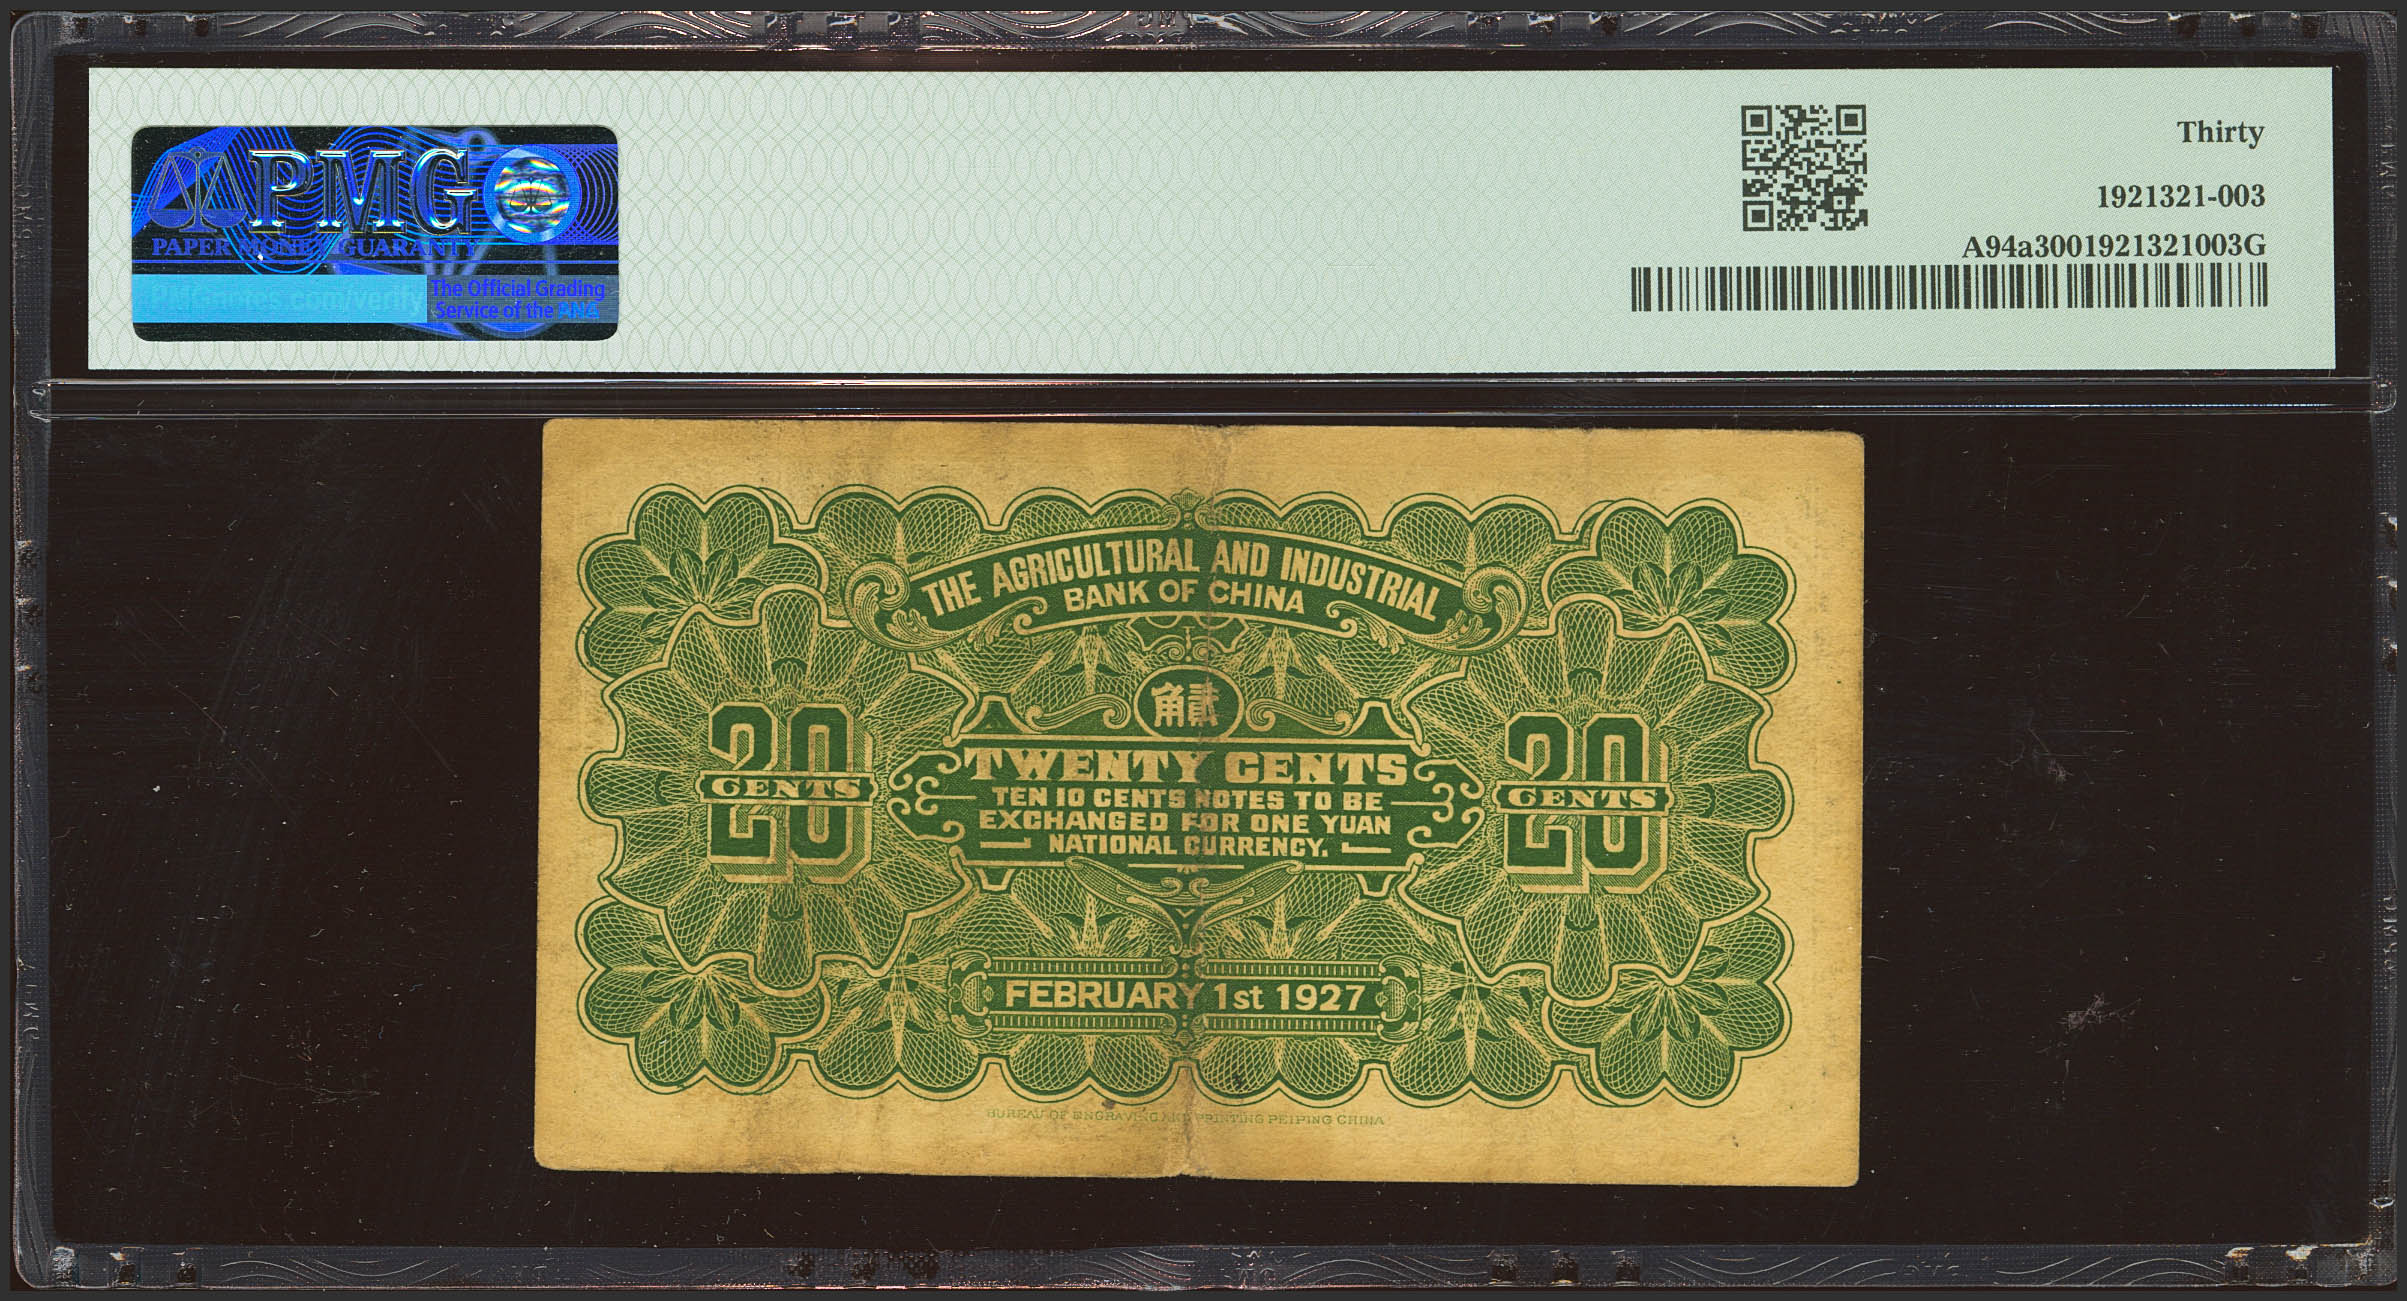 PMG
PAPER MONEY GUARANTY
PMGnotes.com/verify
The Official Grading
Service of the PNG
Thirty
1921321-003
A94a3001921321003G
THE AGRICULTURAL AND INDUSTRIAL
BANK OF CHINA
角貳
20
CENTS
TWENTY CENTS
TEN 10 CENTS NOTES TO BE
EXCHANGED FOR ONE YUAN
NATIONAL CURRENCY.
20
CENTS
FEBRUARY 1st 1927
BUREAU OF ENGRAVING AND PRINTING PEIPING CHINA